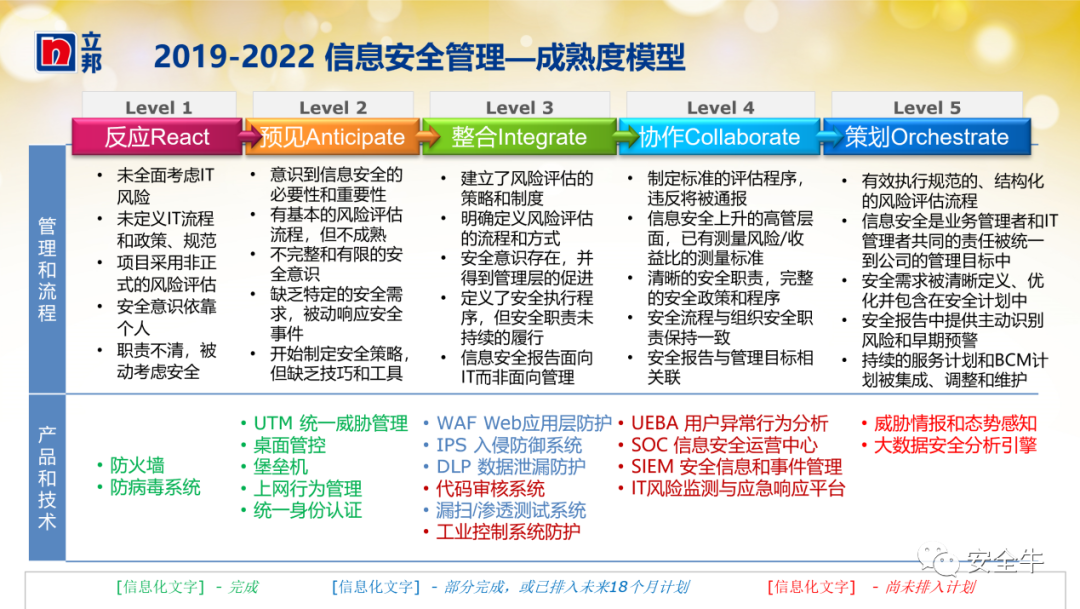 立邦
2019-2022 信息安全管理—成熟度模型
Level 1
Level 2
Level 3
Level 4
Level 5
反应React
预见Anticipate
整合Integrate
协作Collaborate
策划Orchestrate
管理和流程
• 未全面考虑IT
风险
• 未定义IT流程
和政策、规范
• 项目采用非正
式的风险评估
• 安全意识依靠
个人
• 职责不清，被
动考虑安全
• 意识到信息安全的
必要性和重要性
• 有基本的风险评估
流程，但不成熟
• 不完整和有限的安
全意识
• 缺乏特定的安全需
求，被动响应安全
事件
• 开始制定安全策略，
但缺乏技巧和工具
• 建立了风险评估的
策略和制度
• 明确定义风险评估
的流程和方式
• 安全意识存在，并
得到管理层的促进
• 定义了安全执行程
序，但安全职责未
持续的履行
• 信息安全报告面向
IT而非面向管理
• 制定标准的评估程序，
违反将被通报
• 信息安全上升的高管层
面，已有测量风险/收
益比的测量标准
• 清晰的安全职责，完整
的安全政策和程序
• 安全流程与组织安全职
责保持一致
• 安全报告与管理目标相
关联
• 有效执行规范的、结构化
的风险评估流程
• 信息安全是业务管理者和IT
管理者共同的责任被统一
到公司的管理目标中
• 安全需求被清晰定义、优
化并包含在安全计划中
• 安全报告中提供主动识别
风险和早期预警
• 持续的服务计划和BCM计
划被集成、调整和维护
产品和技术
• 防火墙
• 防病毒系统
• UTM 统一威胁管理
• 桌面管控
• 堡垒机
• 上网行为管理
• 统一身份认证
• WAF Web应用层防护
• IPS 入侵防御系统
• DLP 数据泄漏防护
• 代码审核系统
• 漏扫/渗透测试系统
• 工业控制系统防护
• UEBA 用户异常行为分析
• SOC 信息安全运营中心
• SIEM 安全信息和事件管理
• IT风险监测与应急响应平台
• 威胁情报和态势感知
• 大数据安全分析引擎
安全牛
[信息化文字] - 完成
[信息化文字] - 部分完成，或已排入未来18个月计划
[信息化文字] - 尚未排入计划